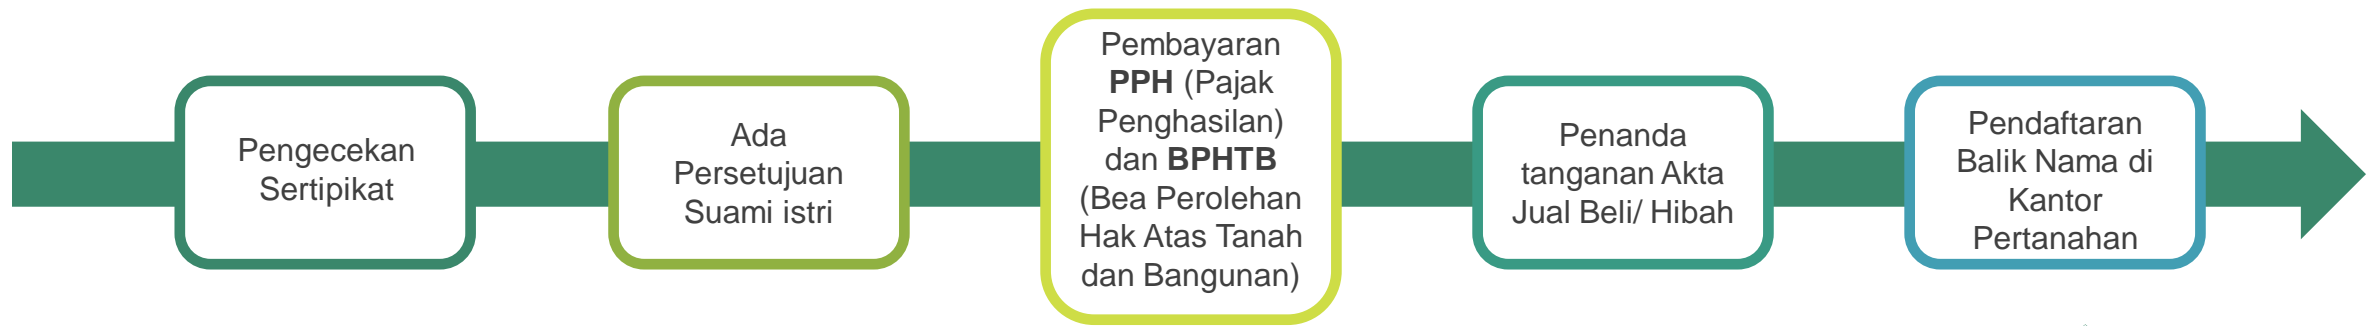 Pengecekan
Sertipikat
Ada
Persetujuan
Suami istri
Pembayaran
PPH (Pajak
Penghasilan)
dan BPHTB
(Bea Perolehan
Hak Atas Tanah
dan Bangunan)
Penanda
tanganan Akta
Jual Beli/ Hibah
Pendaftaran
Balik Nama di
Kantor
Pertanahan